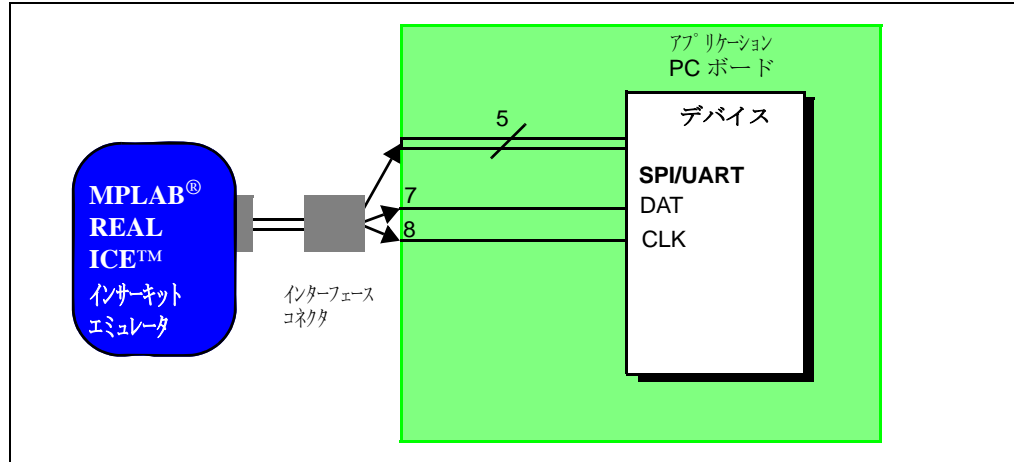 アプリケーション
PC ボード
デバイス
5
SPI/UART
DAT
CLK
7
8
MPLAB®
REAL
ICE™
インサーキット
エミュレータ
インターフェース
コネクタ